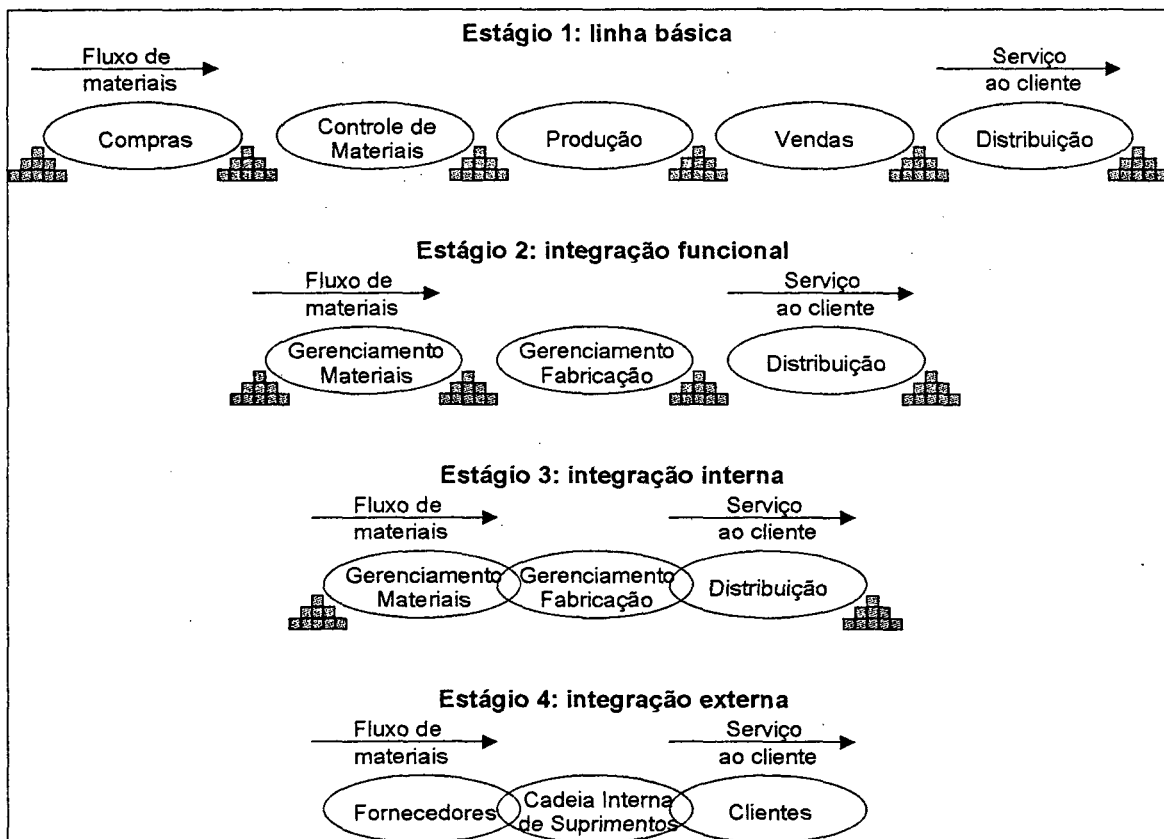 Estágio 1: linha básica
Fluxo de
materiais
Serviço
ao cliente
Compras
Controle de
Materiais
Produção
Vendas
Distribuição
Estágio 2: integração funcional
Fluxo de
materiais
Serviço
ao cliente
Gerenciamento
Materiais
Gerenciamento
Fabricação
Distribuição
Estágio 3: integração interna
Fluxo de
materiais
Serviço
ao cliente
Gerenciamento
Materiais
Gerenciamento
Fabricação
Distribuição
Estágio 4: integração externa
Fluxo de
materiais
Serviço
ao cliente
Fornecedores
Cadeia Interna
de Suprimentos
Clientes